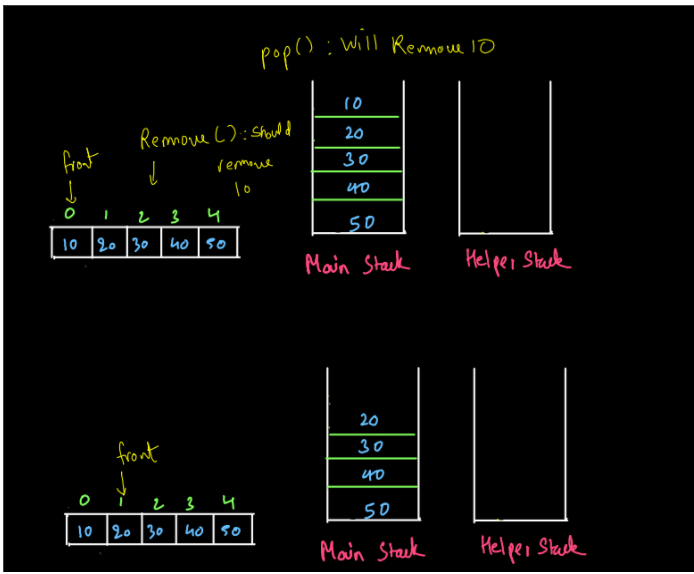 pop() : Will Remove 10
Remove() : should
remove
10
front
0 1 2 3 4
10 20 30 40 50
10
20
30
40
50
Main Stack
Helper Stack
front
0 1 2 3 4
10 20 30 40 50
20
30
40
50
Main Stack
Helper Stack